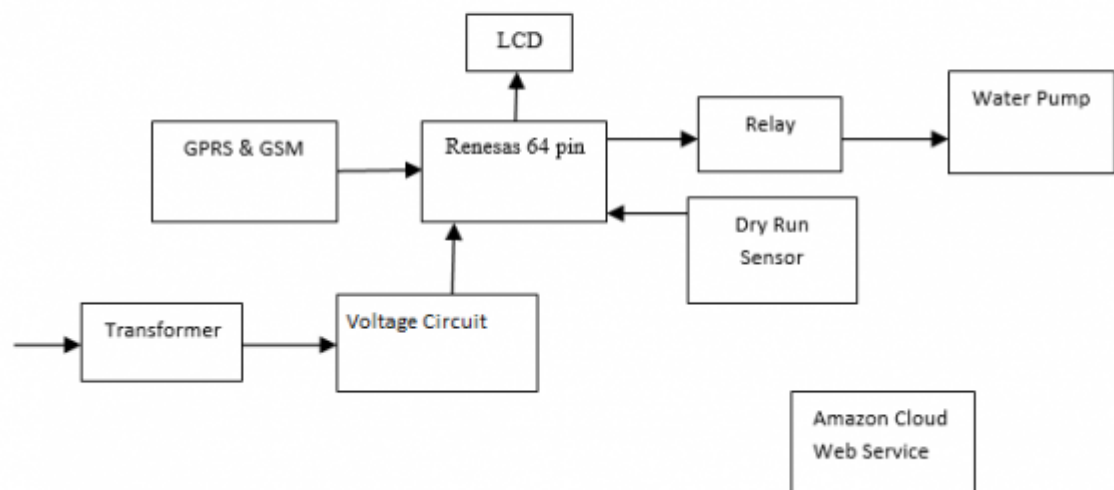 LCD
GPRS & GSM
Renesas 64 pin
Relay
Water Pump
Dry Run
Sensor
Transformer
Voltage Circuit
Amazon Cloud
Web Service